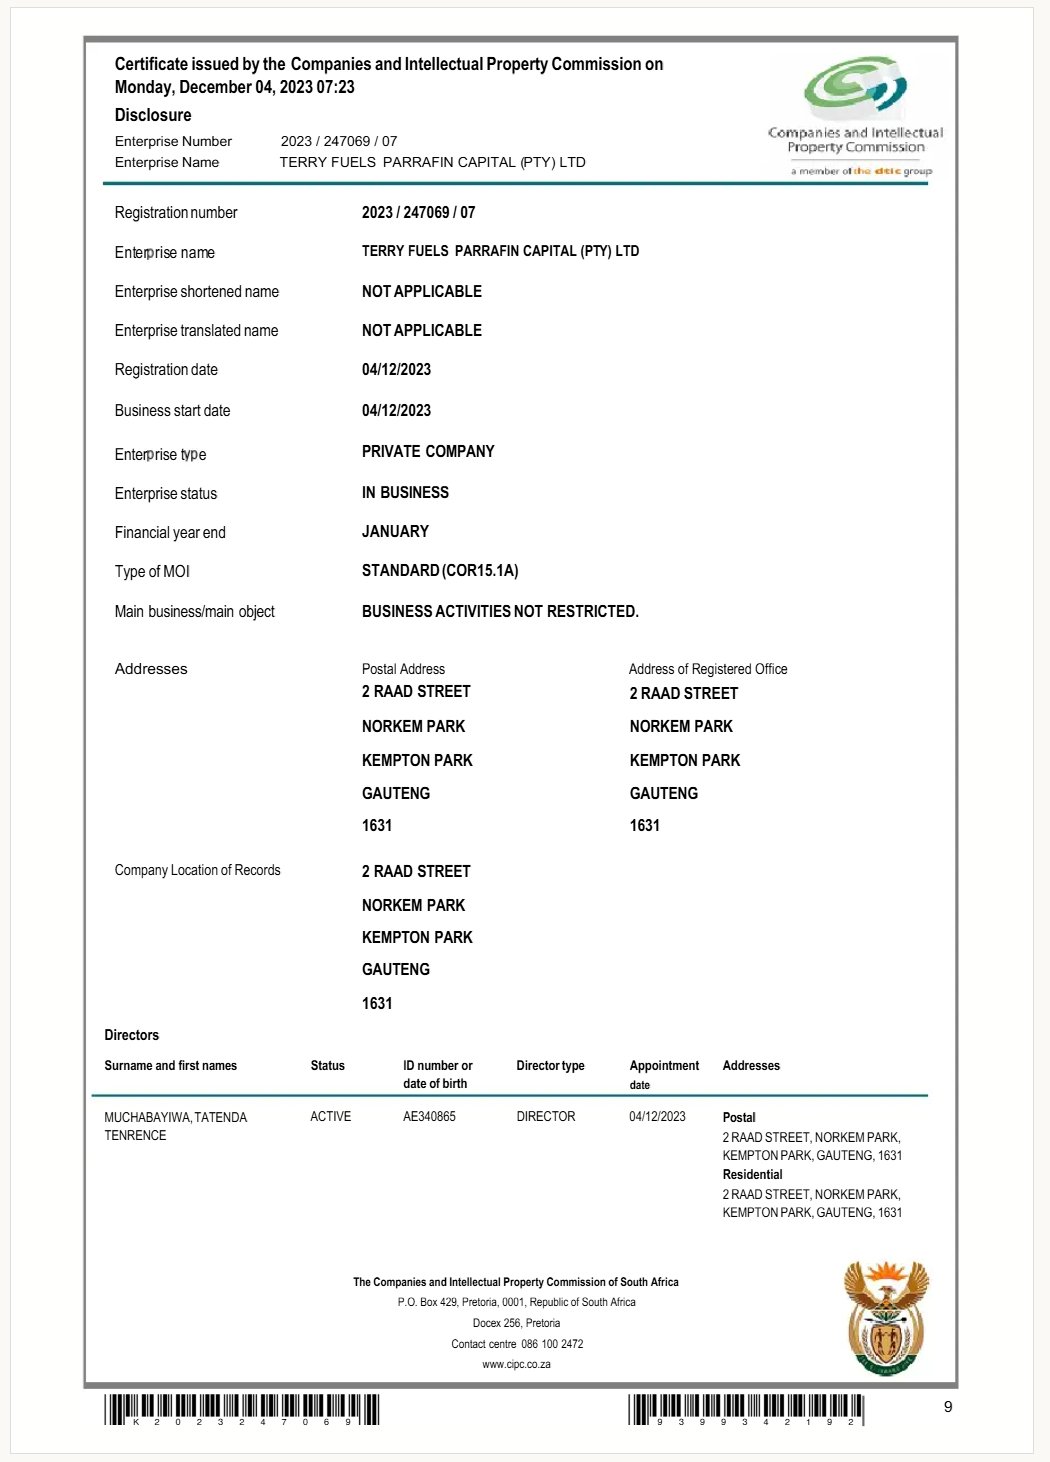 Certificate issued by the Companies and Intellectual Property Commission on
Monday, December 04, 2023 07:23
Disclosure
Enterprise Number 2023 / 247069 / 07
Enterprise Name TERRY FUELS PARRAFIN CAPITAL (PTY) LTD
Companies and Intellectual
Property Commission
a member of the dtic group
Registration number 2023 / 247069 / 07
Enterprise name TERRY FUELS PARRAFIN CAPITAL (PTY) LTD
Enterprise shortened name NOT APPLICABLE
Enterprise translated name NOT APPLICABLE
Registration date 04/12/2023
Business start date 04/12/2023
Enterprise type PRIVATE COMPANY
Enterprise status IN BUSINESS
Financial year end JANUARY
Type of MOI STANDARD (COR15.1A)
Main business/main object BUSINESS ACTIVITIES NOT RESTRICTED.
Addresses Postal Address Address of Registered Office
2 RAAD STREET 2 RAAD STREET
NORKEM PARK NORKEM PARK
KEMPTON PARK KEMPTON PARK
GAUTENG GAUTENG
1631 1631
Company Location of Records 2 RAAD STREET
NORKEM PARK
KEMPTON PARK
GAUTENG
1631
Directors
Surname and first names Status ID number or date of birth Director type Appointment date Addresses
MUCHABAYIWA, TATENDA TENRENCE ACTIVE AE340865 DIRECTOR 04/12/2023 Postal
2 RAAD STREET, NORKEM PARK,
KEMPTON PARK, GAUTENG, 1631
Residential
2 RAAD STREET, NORKEM PARK,
KEMPTON PARK, GAUTENG, 1631
The Companies and Intellectual Property Commission of South Africa
P.O. Box 429, Pretoria, 0001, Republic of South Africa
Docex 256, Pretoria
Contact centre 086 100 2472
www.cipc.co.za
K 2 0 2 3 2 4 7 0 6 9
9 3 9 9 3 4 2 1 9 2
9